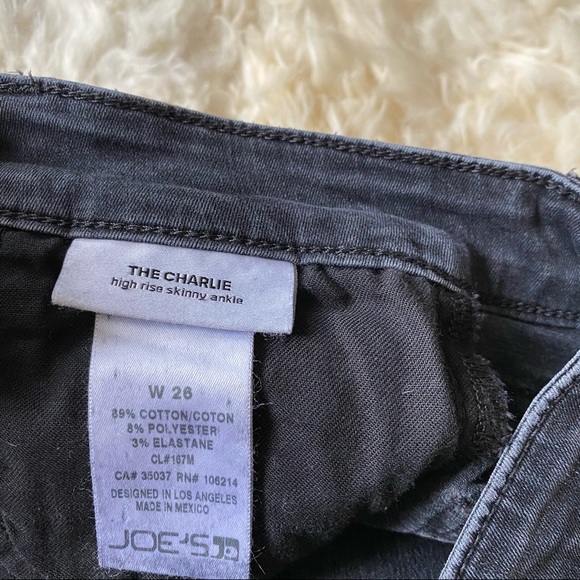 THE CHARLIE
high rise skinny ankle
W 26
89% COTTON/COTON
8% POLYESTER
3% ELASTANE
CL#167M
CA# 35037 RN# 106214
DESIGNED IN LOS ANGELES
MADE IN MEXICO
JOE'S